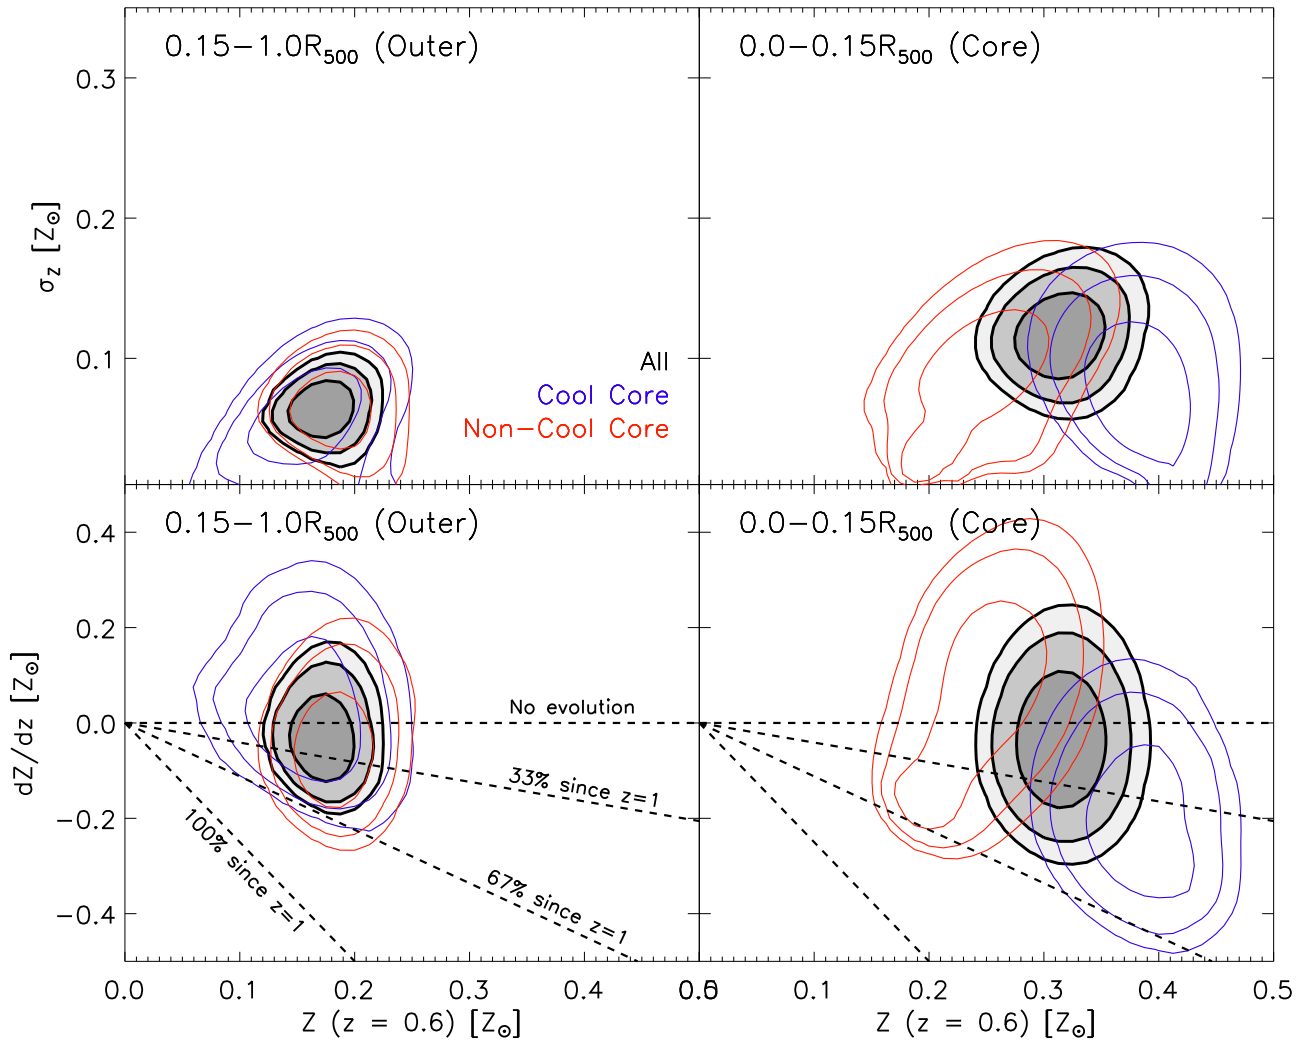 0.15−1.0R500 (Outer)
0.0−0.15R500 (Core)
0.3
0.2
0.1
σz [Z⊙]
All
Cool Core
Non−Cool Core
0.15−1.0R500 (Outer)
0.0−0.15R500 (Core)
0.4
0.2
0.0
−0.2
−0.4
dZ/dz [Z⊙]
No evolution
33% since z=1
67% since z=1
100% since z=1
0.0 0.1 0.2 0.3 0.4 0.1 0.2 0.3 0.4 0.5
Z (z = 0.6) [Z⊙]
Z (z = 0.6) [Z⊙]